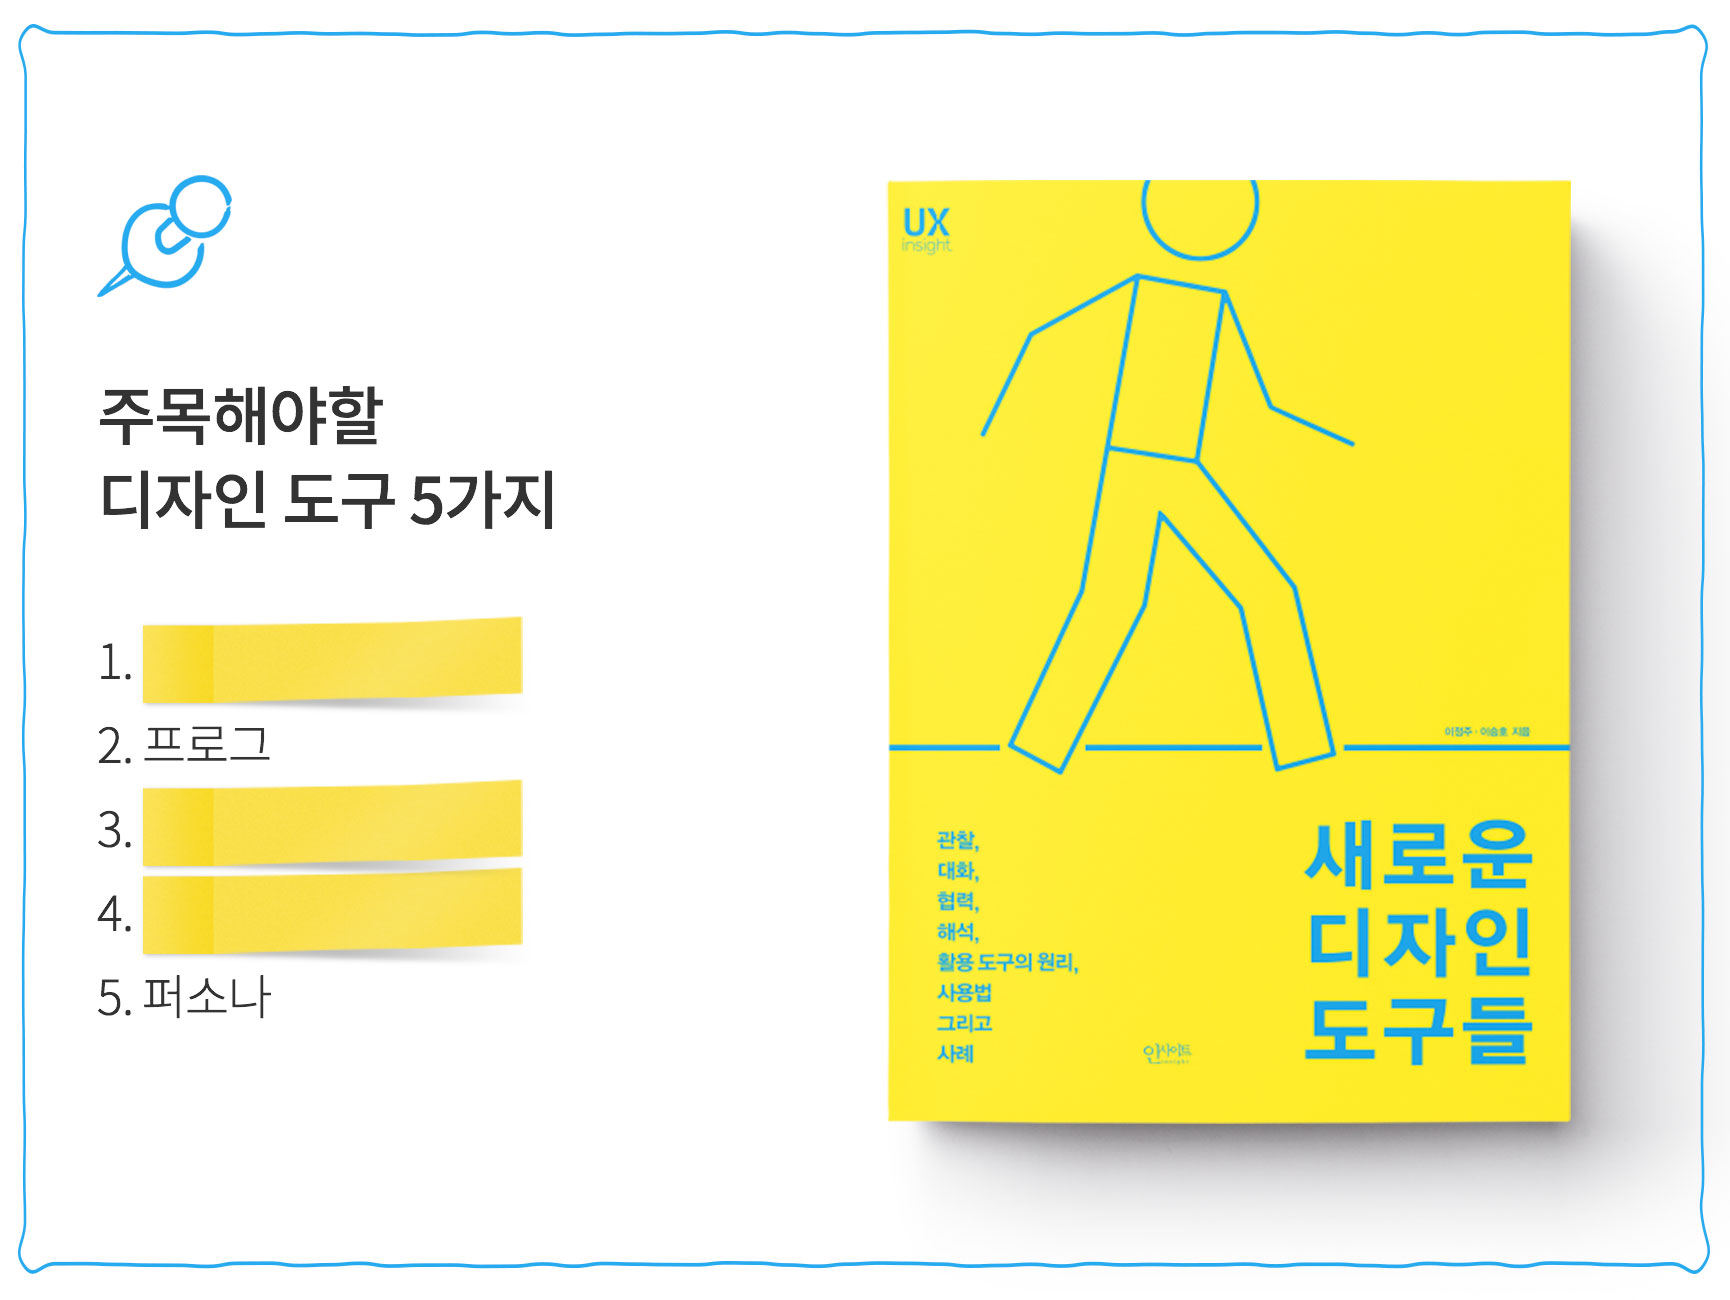 주목해야할
디자인 도구 5가지
1.
2. 프로그
3.
4.
5. 퍼소나
UX
insight
이정주 · 이승호 지음
관찰,
대화,
협력,
해석,
활용 도구의 원리,
사용법
그리고
사례
인사이트
insight
새로운
디자인
도구들